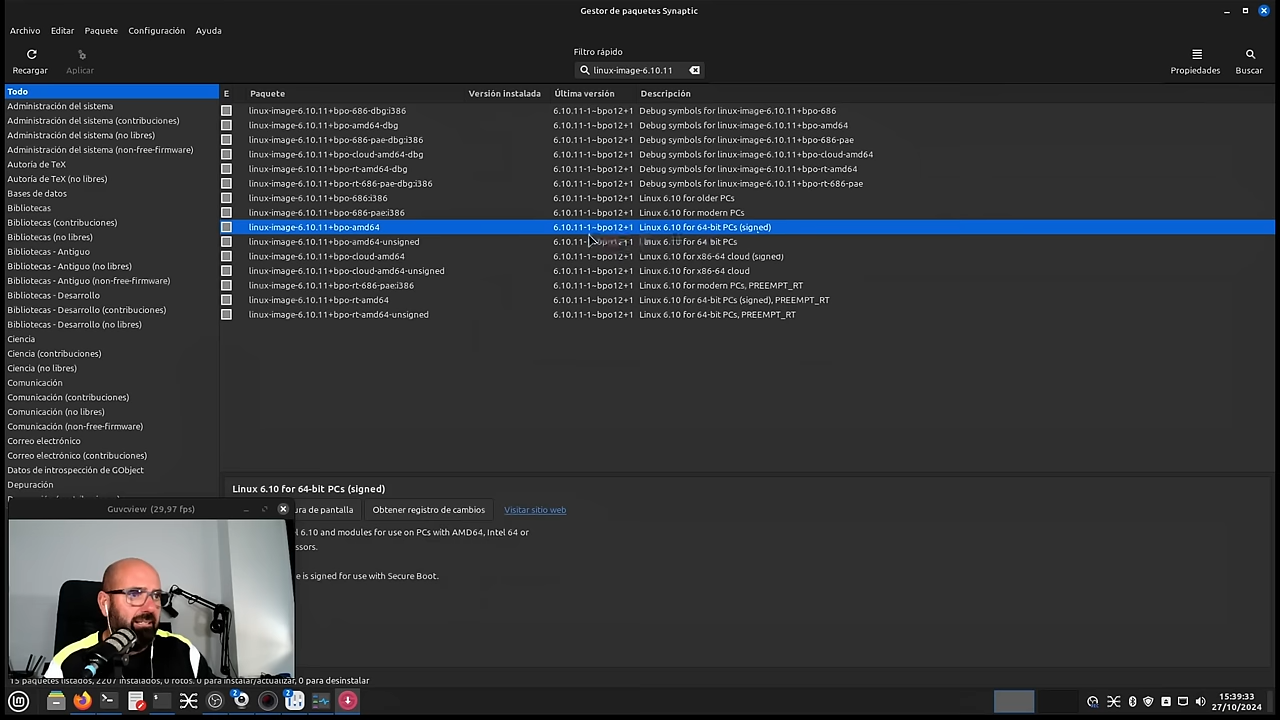 Gestor de paquetes Synaptic
Archivo Editar Paquete Configuración Ayuda
Filtro rápido
Recargar Aplicar linux-image-6.10.11 Propiedades Buscar
Todo
Administración del sistema
Administración del sistema (contribuciones)
Administración del sistema (no libres)
Administración del sistema (non-free-firmware)
Autoría de TeX
Autoría de TeX (no libres)
Bases de datos
Bibliotecas
Bibliotecas (contribuciones)
Bibliotecas (no libres)
Bibliotecas - Antiguo
Bibliotecas - Antiguo (no libres)
Bibliotecas - Antiguo (non-free-firmware)
Bibliotecas - Desarrollo
Bibliotecas - Desarrollo (contribuciones)
Bibliotecas - Desarrollo (no libres)
Ciencia
Ciencia (contribuciones)
Ciencia (no libres)
Comunicación
Comunicación (contribuciones)
Comunicación (no libres)
Comunicación (non-free-firmware)
Correo electrónico
Correo electrónico (contribuciones)
Datos de introspección de GObject
Depuración
E Paquete Versión instalada Última versión Descripción
linux-image-6.10.11+bpo-686-dbg:i386 6.10.11-1~bpo12+1 Debug symbols for linux-image-6.10.11+bpo-686
linux-image-6.10.11+bpo-amd64-dbg 6.10.11-1~bpo12+1 Debug symbols for linux-image-6.10.11+bpo-amd64
linux-image-6.10.11+bpo-686-pae-dbg:i386 6.10.11-1~bpo12+1 Debug symbols for linux-image-6.10.11+bpo-686-pae
linux-image-6.10.11+bpo-cloud-amd64-dbg 6.10.11-1~bpo12+1 Debug symbols for linux-image-6.10.11+bpo-cloud-amd64
linux-image-6.10.11+bpo-rt-amd64-dbg 6.10.11-1~bpo12+1 Debug symbols for linux-image-6.10.11+bpo-rt-amd64
linux-image-6.10.11+bpo-rt-686-pae-dbg:i386 6.10.11-1~bpo12+1 Debug symbols for linux-image-6.10.11+bpo-rt-686-pae
linux-image-6.10.11+bpo-686:i386 6.10.11-1~bpo12+1 Linux 6.10 for older PCs
linux-image-6.10.11+bpo-686-pae:i386 6.10.11-1~bpo12+1 Linux 6.10 for modern PCs
linux-image-6.10.11+bpo-amd64 6.10.11-1~bpo12+1 Linux 6.10 for 64-bit PCs (signed)
linux-image-6.10.11+bpo-amd64-unsigned 6.10.11-1~bpo12+1 Linux 6.10 for 64-bit PCs
linux-image-6.10.11+bpo-cloud-amd64 6.10.11-1~bpo12+1 Linux 6.10 for x86-64 cloud (signed)
linux-image-6.10.11+bpo-cloud-amd64-unsigned 6.10.11-1~bpo12+1 Linux 6.10 for x86-64 cloud
linux-image-6.10.11+bpo-rt-686-pae:i386 6.10.11-1~bpo12+1 Linux 6.10 for modern PCs, PREEMPT_RT
linux-image-6.10.11+bpo-rt-amd64 6.10.11-1~bpo12+1 Linux 6.10 for 64-bit PCs (signed), PREEMPT_RT
linux-image-6.10.11+bpo-rt-amd64-unsigned 6.10.11-1~bpo12+1 Linux 6.10 for 64-bit PCs, PREEMPT_RT
Linux 6.10 for 64-bit PCs (signed)
ura de pantalla Obtener registro de cambios Visitar sitio web
l 6.10 and modules for use on PCs with AMD64, Intel 64 or
ssors.
e is signed for use with Secure Boot.
Guvcview (29,97 fps)
15 paquetes listados, 2207 instalados, 0 rotos. 0 para instalar/actualizar, 0 para desinstalar
2 2
15:39:33
27/10/2024